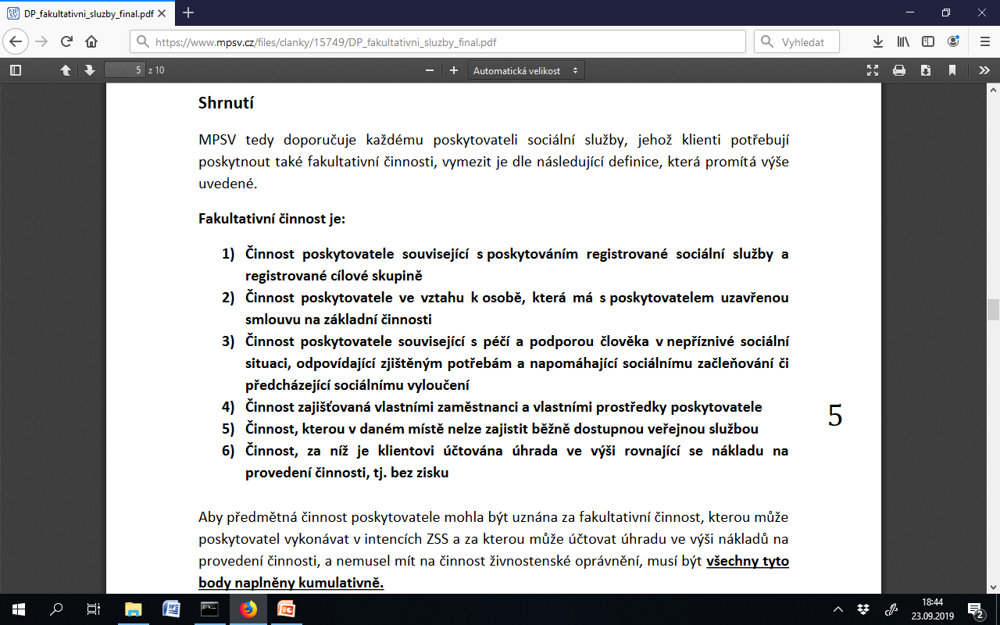 DP_fakultativni_sluzby_final.pdf
https://www.mpsv.cz/files/clanky/15749/DP_fakultativni_sluzby_final.pdf
Vyhledat
5 z 10
Automatická velikost
Shrnutí
MPSV tedy doporučuje každému poskytovateli sociální služby, jehož klienti potřebují
poskytnout také fakultativní činnosti, vymezit je dle následující definice, která promítá výše
uvedené.
Fakultativní činnost je:
1) Činnost poskytovatele související s poskytováním registrované sociální služby a
registrované cílové skupině
2) Činnost poskytovatele ve vztahu k osobě, která má s poskytovatelem uzavřenou
smlouvu na základní činnosti
3) Činnost poskytovatele související s péčí a podporou člověka v nepříznivé sociální
situaci, odpovídající zjištěným potřebám a napomáhající sociálnímu začleňování či
předcházející sociálnímu vyloučení
4) Činnost zajišťovaná vlastními zaměstnanci a vlastními prostředky poskytovatele
5) Činnost, kterou v daném místě nelze zajistit běžně dostupnou veřejnou službou
6) Činnost, za níž je klientovi účtována úhrada ve výši rovnající se nákladu na
provedení činnosti, tj. bez zisku
5
Aby předmětná činnost poskytovatele mohla být uznána za fakultativní činnost, kterou může
poskytovatel vykonávat v intencích ZSS a za kterou může účtovat úhradu ve výši nákladů na
provedení činnosti, a nemusel mít na činnost živnostenské oprávnění, musí být všechny tyto
body naplněny kumulativně.
18:44
23.09.2019
2